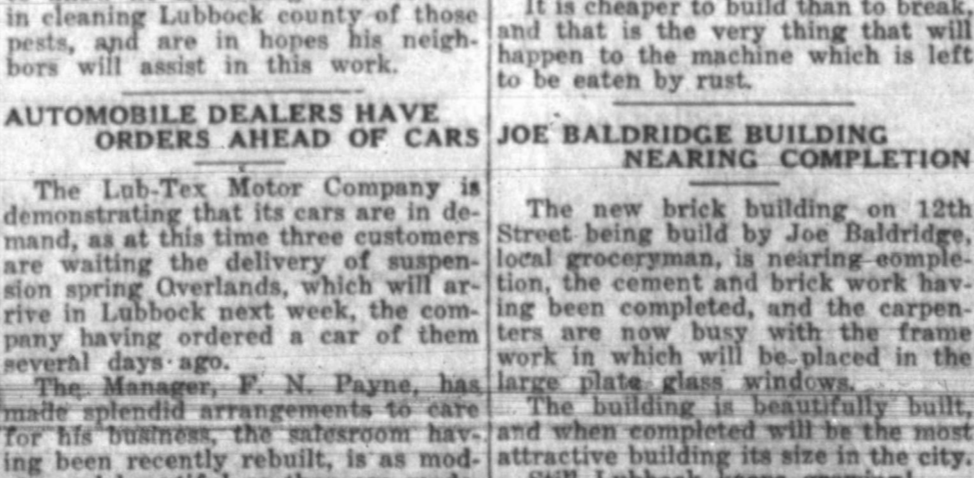 in cleaning Lubbock county of those
pests, and are in hopes his neigh-
bors will assist in this work.
AUTOMOBILE DEALERS HAVE
ORDERS AHEAD OF CARS
The Lub-Tex Motor Company is
demonstrating that its cars are in de-
mand, as at this time three customers
are waiting the delivery of suspen-
sion spring Overlands, which will ar-
rive in Lubbock next week, the com-
pany having ordered a car of them
several days ago.
The Manager, F. N. Payne, has
made splendid arrangements to care
for his business, the salesroom hav-
ing been recently rebuilt, is as mod-
It is cheaper to build than to break,
and that is the very thing that will
happen to the machine which is left
to be eaten by rust.
JOE BALDRIDGE BUILDING
NEARING COMPLETION
The new brick building on 12th
Street being build by Joe Baldridge,
local groceryman, is nearing comple-
tion, the cement and brick work hav-
ing been completed, and the carpen-
ters are now busy with the frame
work in which will be placed in the
large plate glass windows.
The building is beautifully built,
and when completed will be the most
attractive building its size in the city.
Still Lubbock keeps growing!